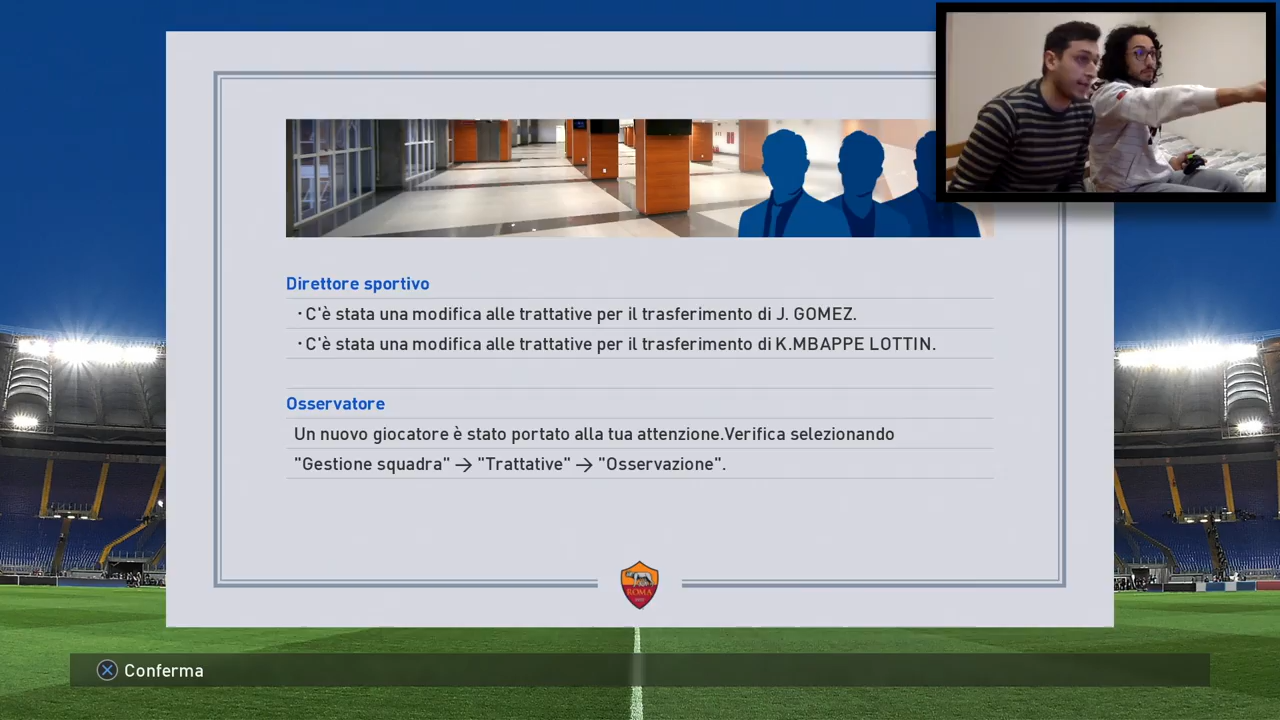 Direttore sportivo
·C'è stata una modifica alle trattative per il trasferimento di J. GOMEZ.
·C'è stata una modifica alle trattative per il trasferimento di K.MBAPPE LOTTIN.
Osservatore
Un nuovo giocatore è stato portato alla tua attenzione.Verifica selezionando
"Gestione squadra" → "Trattative" → "Osservazione".
ROMA
Conferma